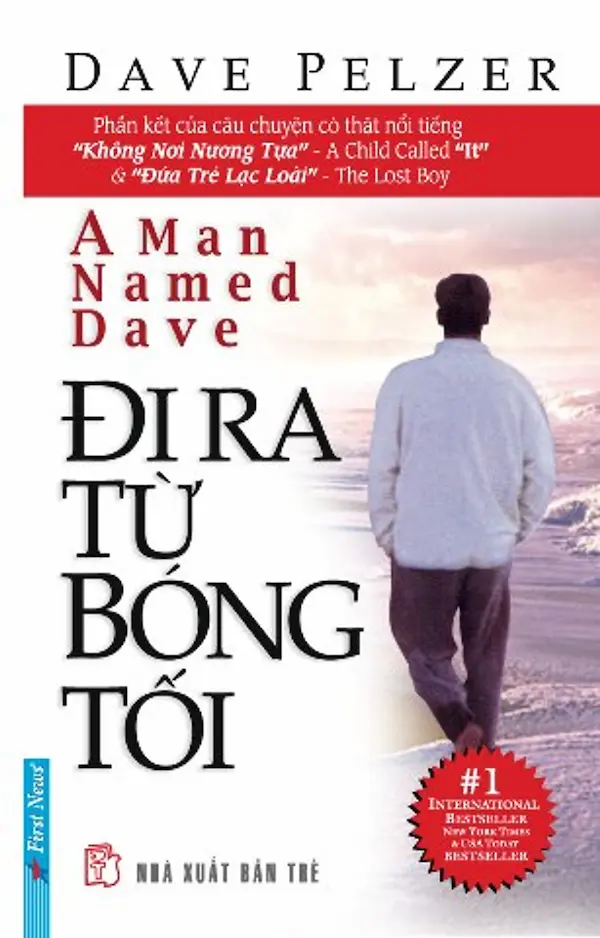 DAVE PELZER
Phần kết của câu chuyện có thật nổi tiếng
"Không Nơi Nương Tựa" - A Child Called "It"
& "Đứa Trẻ Lạc Loài" - The Lost Boy
A Man
Named
Dave
ĐI RA
TỪ
BÓNG
TỐI
#1
INTERNATIONAL
BESTSELLER
NEW YORK TIMES
& USA TODAY
BESTSELLER
First News
NHÀ XUẤT BẢN TRẺ